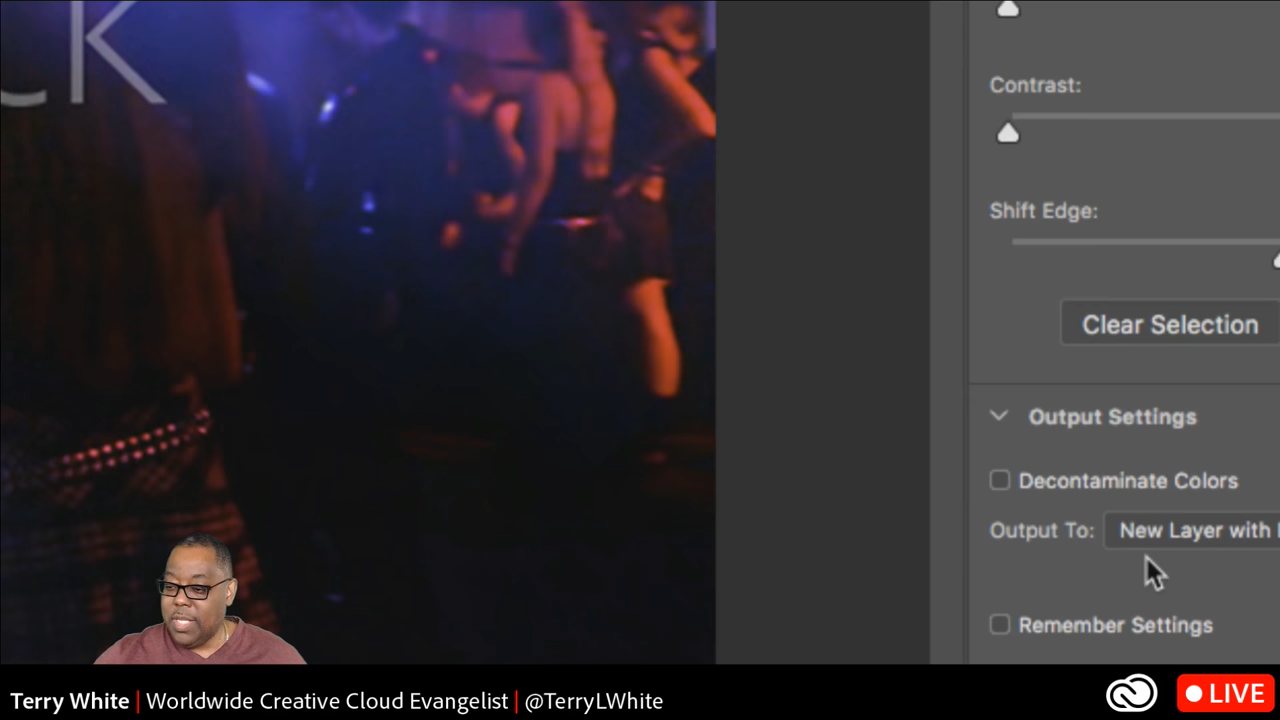 CK
Contrast:
Shift Edge:
Clear Selection
Output Settings
Decontaminate Colors
Output To: New Layer with
Remember Settings
Terry White | Worldwide Creative Cloud Evangelist | @TerryLWhite
LIVE